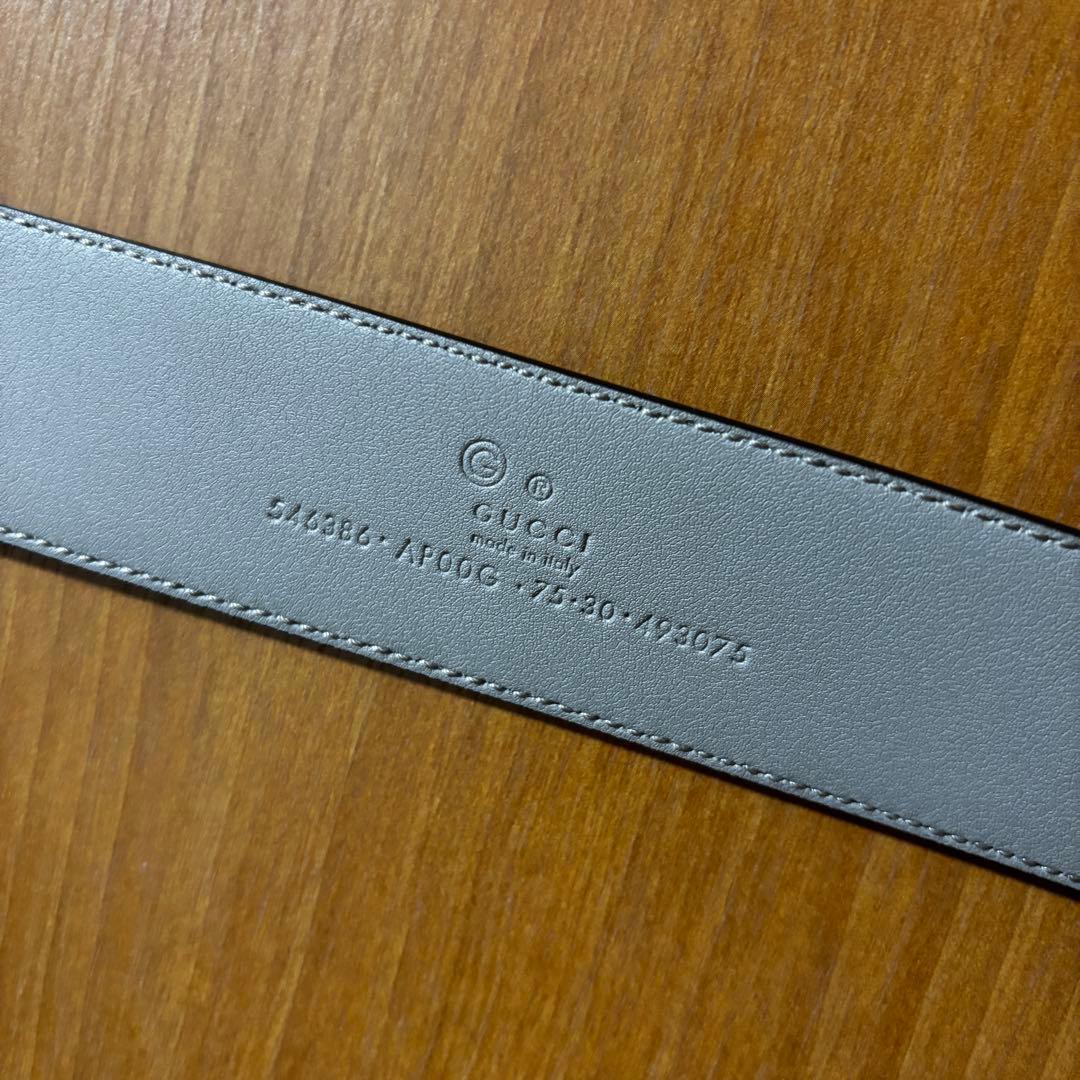 G ®
GUCCI
made in italy
546386 · AP00G · 75 · 30 · 493075